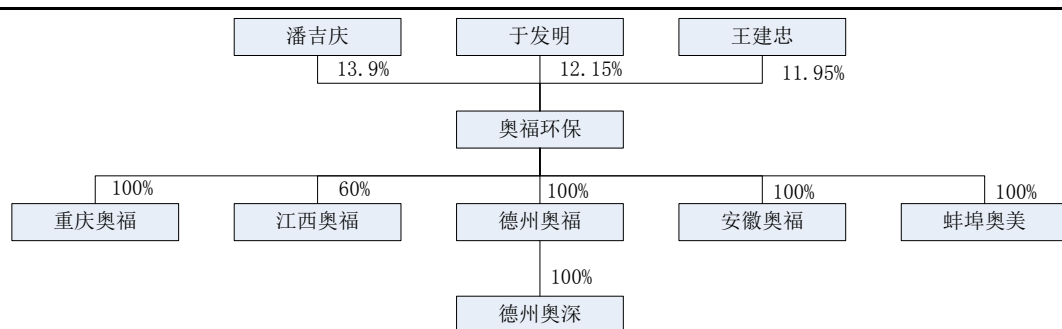 潘吉庆 于发明 王建忠
13.9% 12.15% 11.95%
奥福环保
100% 60% 100% 100% 100%
重庆奥福 江西奥福 德州奥福 安徽奥福 蚌埠奥美
100%
德州奥深